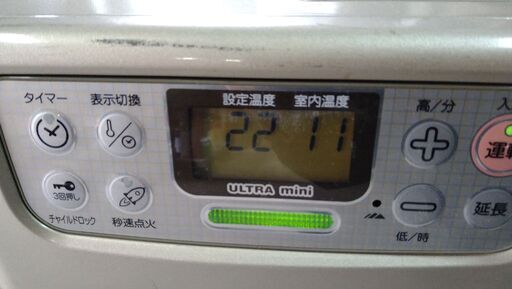 タイマー
表示切換
設定温度 室内温度
22 11
ULTRA mini
3回押し
チャイルドロック
秒速点火
高/分
低/時
入
運転
延長